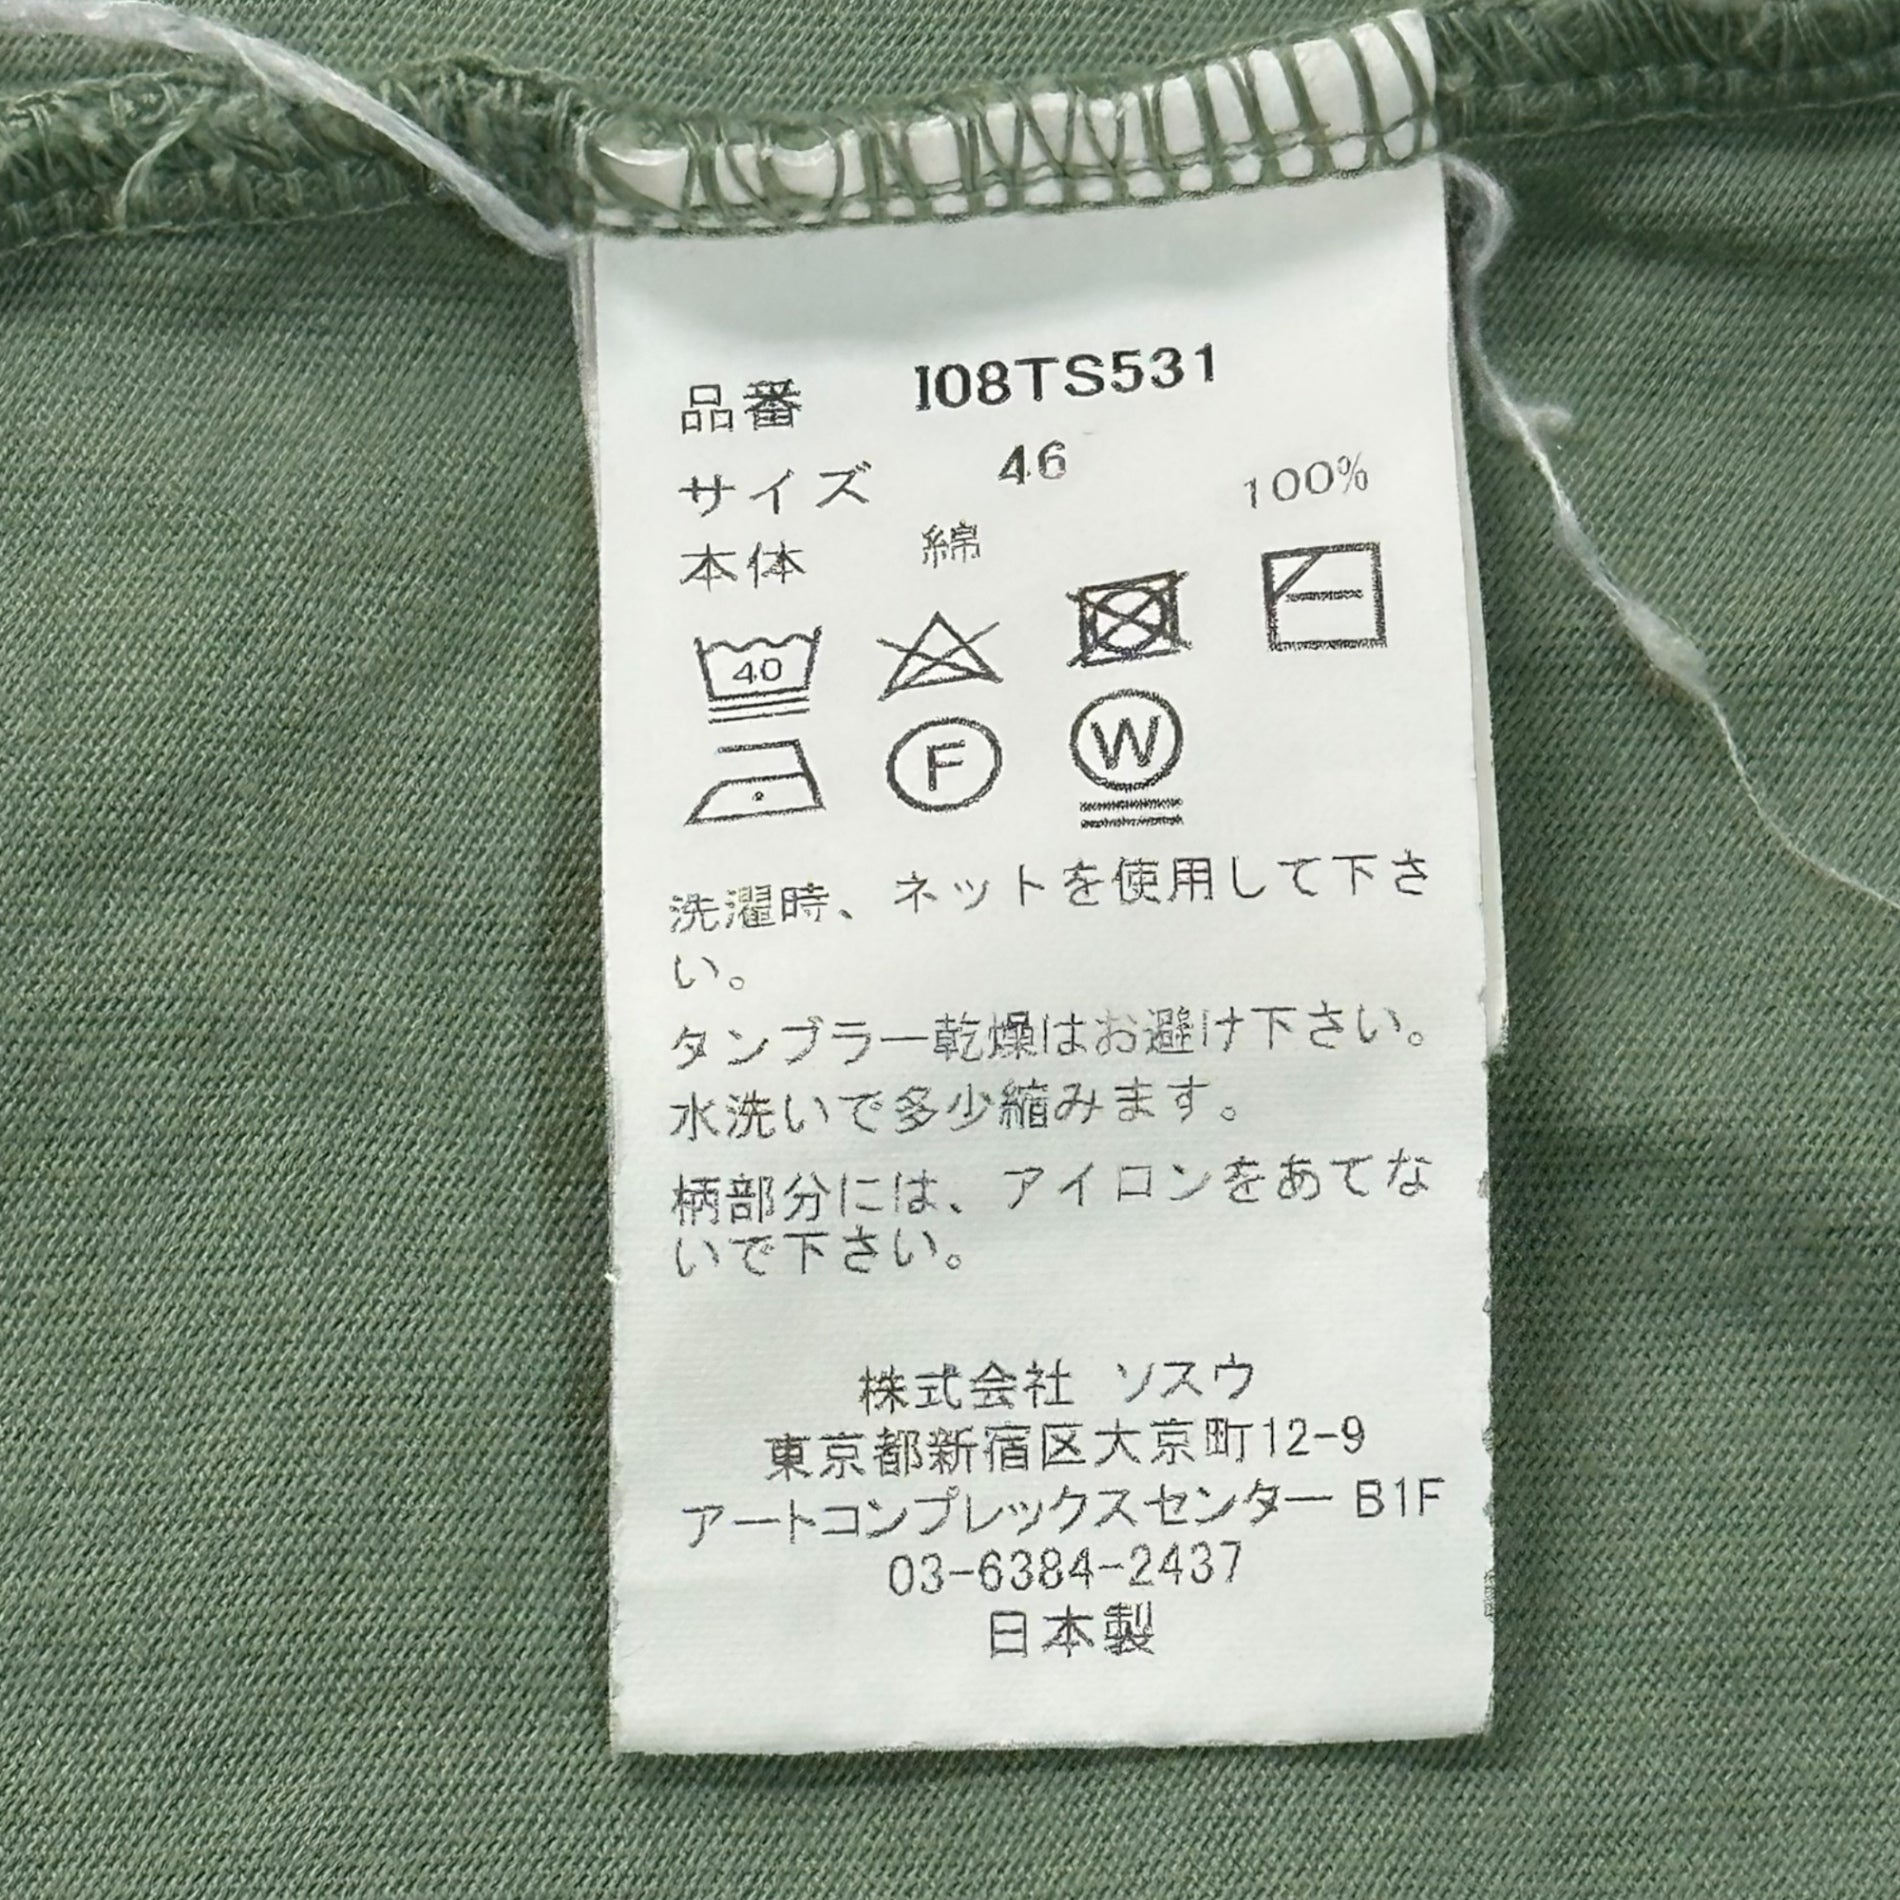 品番 I08TS531
サイズ 46
本体 綿 100%
40
F W
洗濯時、ネットを使用して下さ
い。
タンブラー乾燥はお避け下さい。
水洗いで多少縮みます。
柄部分には、アイロンをあてな
いで下さい。
株式会社 ソスウ
東京都新宿区大京町12-9
アートコンプレックスセンター B1F
03-6384-2437
日本製